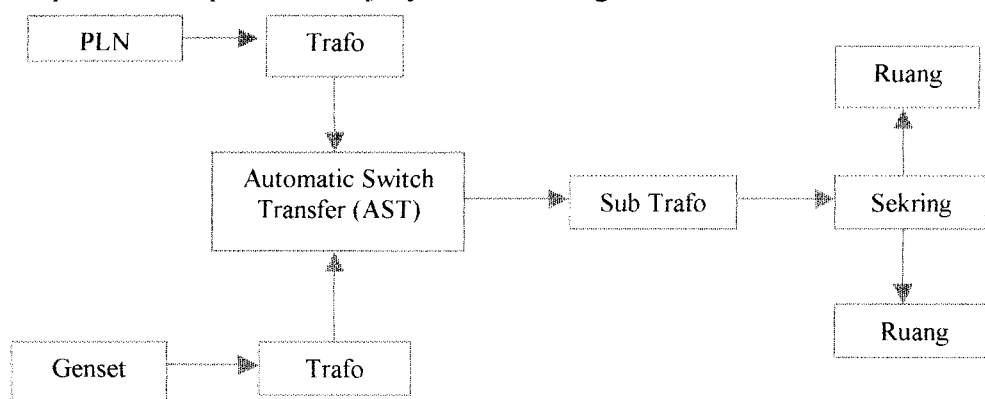 PLN
Trafo
Ruang
Automatic Switch
Transfer (AST)
Sub Trafo
Sekring
Ruang
Genset
Trafo